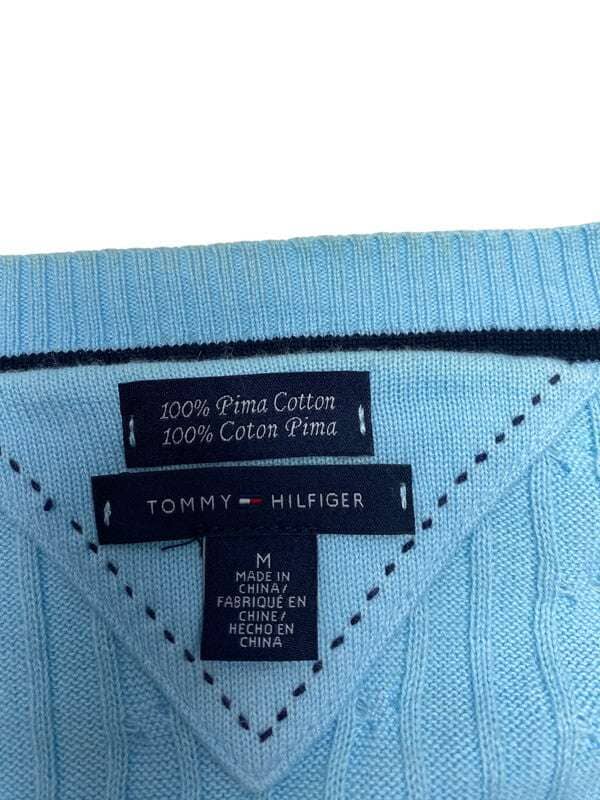 100% Pima Cotton
100% Coton Pima
TOMMY HILFIGER
M
MADE IN
CHINA/
FABRIQUÉ EN
CHINE/
HECHO EN
CHINA